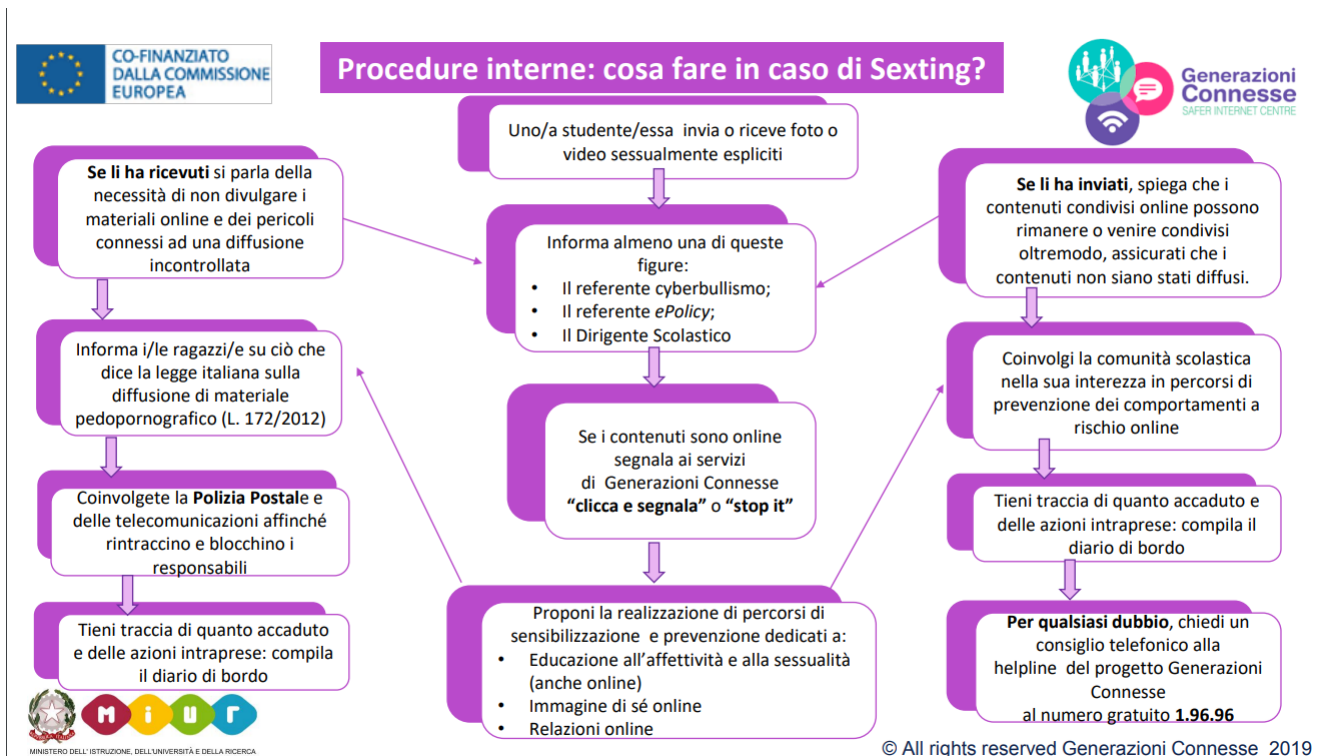 CO-FINANZIATO
DALLA COMMISSIONE
EUROPEA
Procedure interne: cosa fare in caso di Sexting?
Generazioni
Connesse
SAFER INTERNET CENTRE
Uno/a studente/essa invia o riceve foto o
video sessualmente espliciti
Se li ha ricevuti si parla della
necessità di non divulgare i
materiali online e dei pericoli
connessi ad una diffusione
incontrollata
Informa i/le ragazzi/e su ciò che
dice la legge italiana sulla
diffusione di materiale
pedopornografico (L. 172/2012)
Coinvolgete la Polizia Postale e
delle telecomunicazioni affinché
rintraccino e blocchino i
responsabili
Tieni traccia di quanto accaduto
e delle azioni intraprese: compila
il diario di bordo
Informa almeno una di queste
figure:
• Il referente cyberbullismo;
• Il referente ePolicy;
• Il Dirigente Scolastico
Se i contenuti sono online
segnala ai servizi
di Generazioni Connesse
“clicca e segnala” o “stop it”
Proponi la realizzazione di percorsi di
sensibilizzazione e prevenzione dedicati a:
• Educazione all’affettività e alla sessualità
(anche online)
• Immagine di sé online
• Relazioni online
Se li ha inviati, spiega che i
contenuti condivisi online possono
rimanere o venire condivisi
oltremodo, assicurati che i
contenuti non siano stati diffusi.
Coinvolgi la comunità scolastica
nella sua interezza in percorsi di
prevenzione dei comportamenti a
rischio online
Tieni traccia di quanto accaduto e
delle azioni intraprese: compila il
diario di bordo
Per qualsiasi dubbio, chiedi un
consiglio telefonico alla
helpline del progetto Generazioni
Connesse
al numero gratuito 1.96.96
M i u r
MINISTERO DELL' ISTRUZIONE, DELL'UNIVERSITÀ E DELLA RICERCA
© All rights reserved Generazioni Connesse 2019